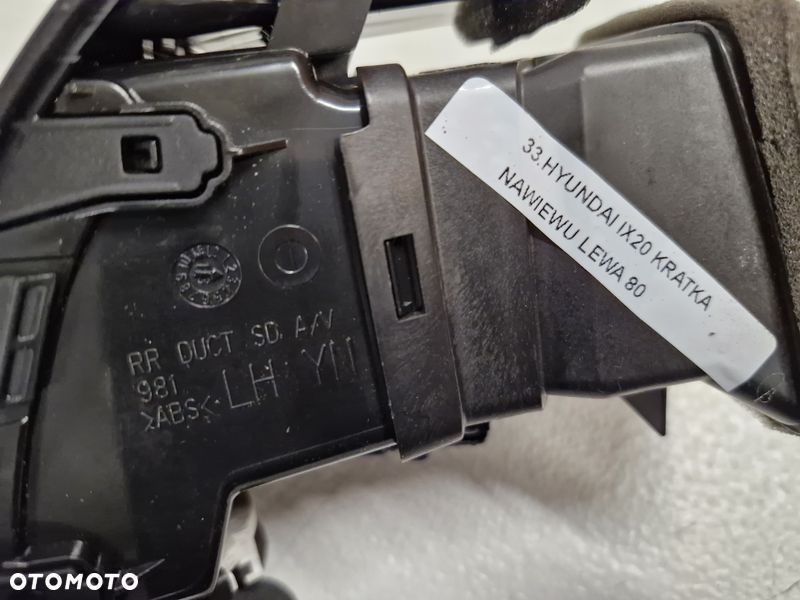 33.HYUNDAI IX20 KRATKA
NAWIEWU LEWA 80
RR DUCT SD A/V
981
>ABS<
LH YN
OTOMOTO